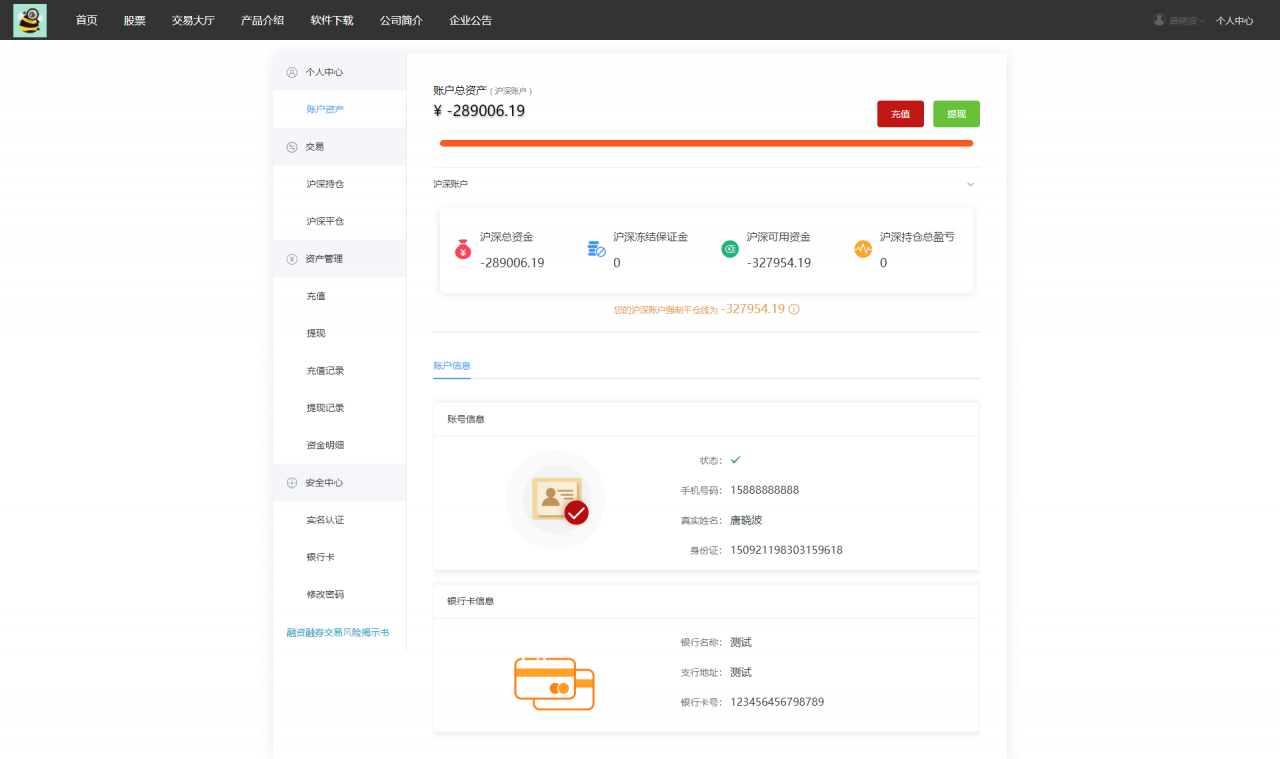 首页 股票 交易大厅 产品介绍 软件下载 公司简介 企业公告 唐晓波 个人中心
个人中心
账户资产
交易
沪深持仓
沪深平仓
资产管理
充值
提现
充值记录
提现记录
资金明细
安全中心
实名认证
银行卡
修改密码
融资融券交易风险揭示书
账户总资产 ( 沪深账户 )
¥ -289006.19
充值 提现
沪深账户
沪深总资金 沪深冻结保证金 沪深可用资金 沪深持仓总盈亏
-289006.19 0 -327954.19 0
您的沪深账户强制平仓线为 -327954.19
账户信息
账号信息
状态：
手机号码： 15888888888
真实姓名： 唐晓波
身份证： 150921198303159618
银行卡信息
银行名称： 测试
支行地址： 测试
银行卡号： 123456456798789